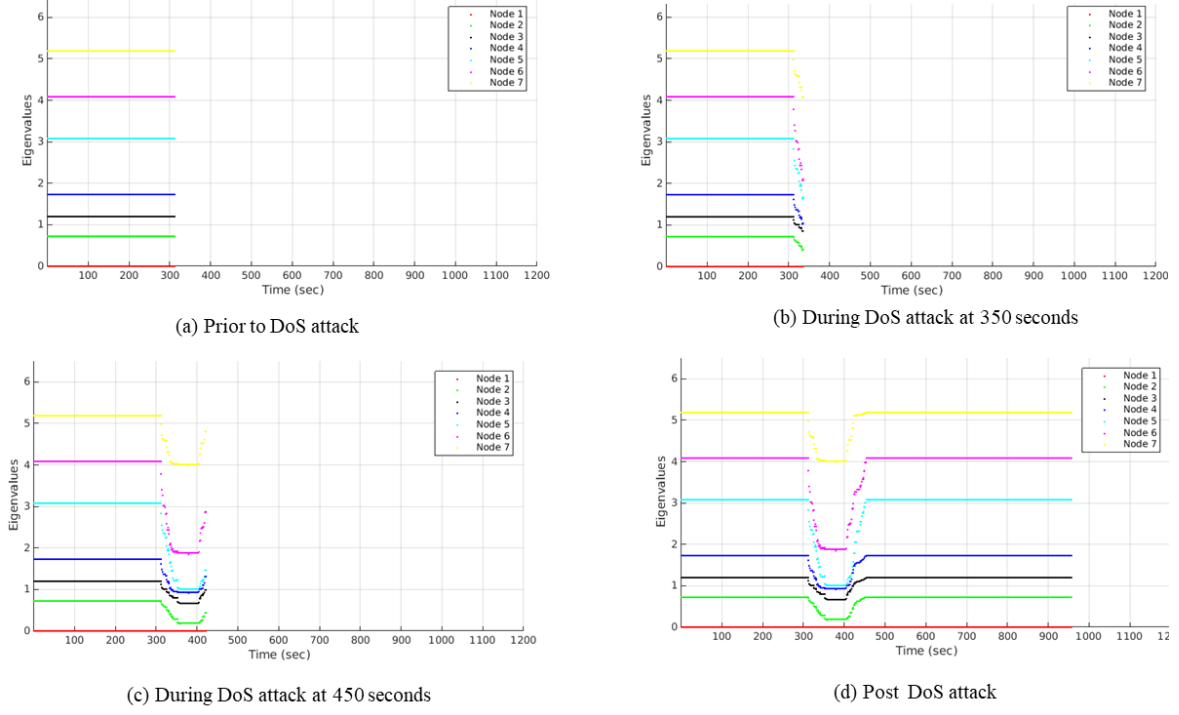 6
5
4
3
2
1
0
Eigenvalues
100 200 300 400 500 600 700 800 900 1000 1100 1200
Time (sec)
Node 1
Node 2
Node 3
Node 4
Node 5
Node 6
Node 7
(a) Prior to DoS attack
6
5
4
3
2
1
0
Eigenvalues
100 200 300 400 500 600 700 800 900 1000 1100 1200
Time (sec)
Node 1
Node 2
Node 3
Node 4
Node 5
Node 6
Node 7
(b) During DoS attack at 350 seconds
6
5
4
3
2
1
0
Eigenvalues
100 200 300 400 500 600 700 800 900 1000 1100 1200
Time (sec)
Node 1
Node 2
Node 3
Node 4
Node 5
Node 6
Node 7
(c) During DoS attack at 450 seconds
6
5
4
3
2
1
0
Eigenvalues
100 200 300 400 500 600 700 800 900 1000 1100 1200
Time (sec)
Node 1
Node 2
Node 3
Node 4
Node 5
Node 6
Node 7
(d) Post DoS attack